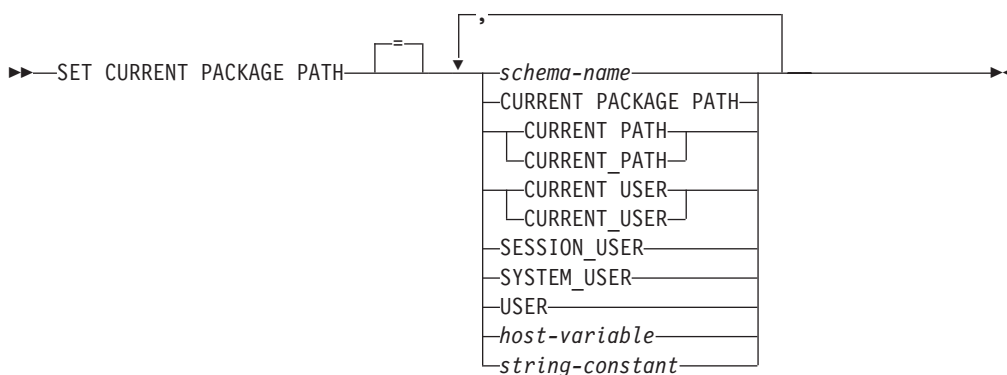 ,
=
SET CURRENT PACKAGE PATH schema-name
CURRENT PACKAGE PATH
CURRENT PATH
CURRENT_PATH
CURRENT USER
CURRENT_USER
SESSION_USER
SYSTEM_USER
USER
host-variable
string-constant